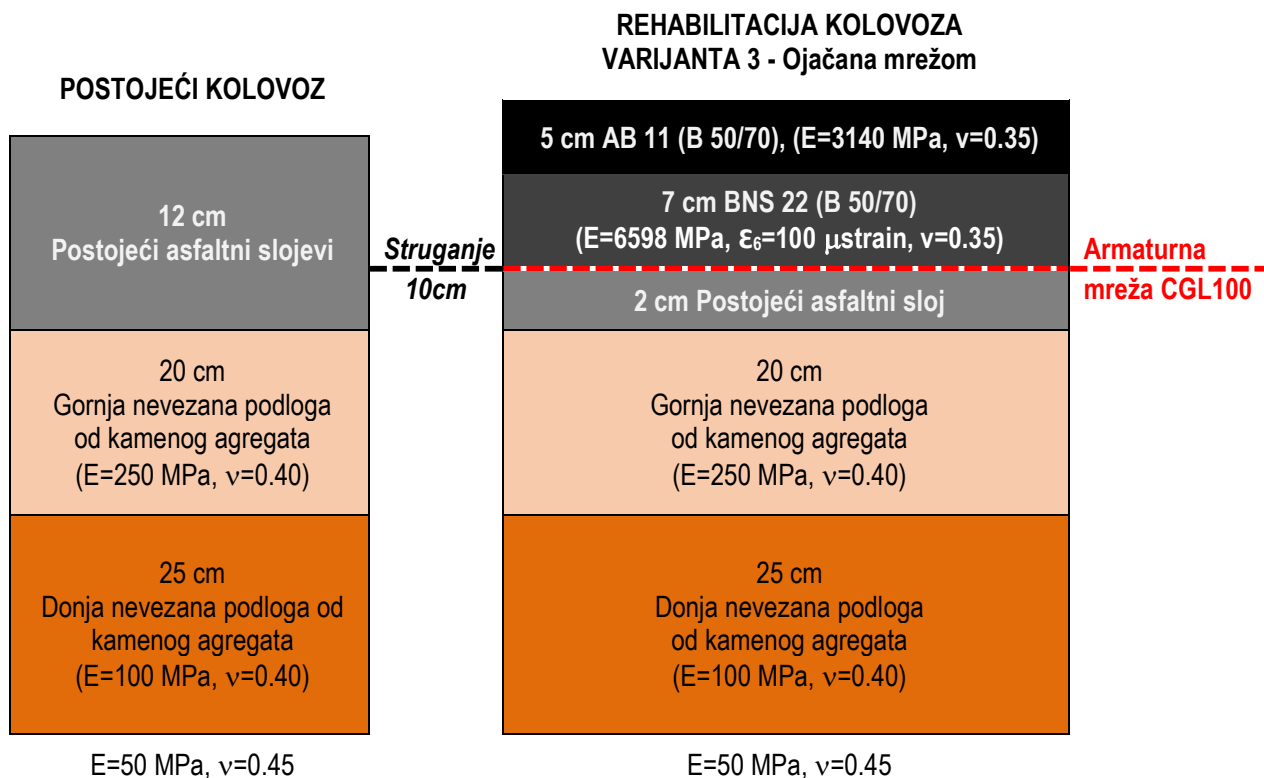 POSTOJEĆI KOLOVOZ
12 cm
Postojeći asfaltni slojevi
20 cm
Gornja nevezana podloga
od kamenog agregata
(E=250 MPa, ν=0.40)
25 cm
Donja nevezana podloga od
kamenog agregata
(E=100 MPa, ν=0.40)
E=50 MPa, ν=0.45
Struganje
10cm
REHABILITACIJA KOLOVOZA
VARIJANTA 3 - Ojačana mrežom
5 cm AB 11 (B 50/70), (E=3140 MPa, ν=0.35)
7 cm BNS 22 (B 50/70)
(E=6598 MPa, Ɛ₆=100 μstrain, ν=0.35)
2 cm Postojeći asfaltni sloj
20 cm
Gornja nevezana podloga
od kamenog agregata
(E=250 MPa, ν=0.40)
25 cm
Donja nevezana podloga
od kamenog agregata
(E=100 MPa, ν=0.40)
E=50 MPa, ν=0.45
Armaturna
mreža CGL100